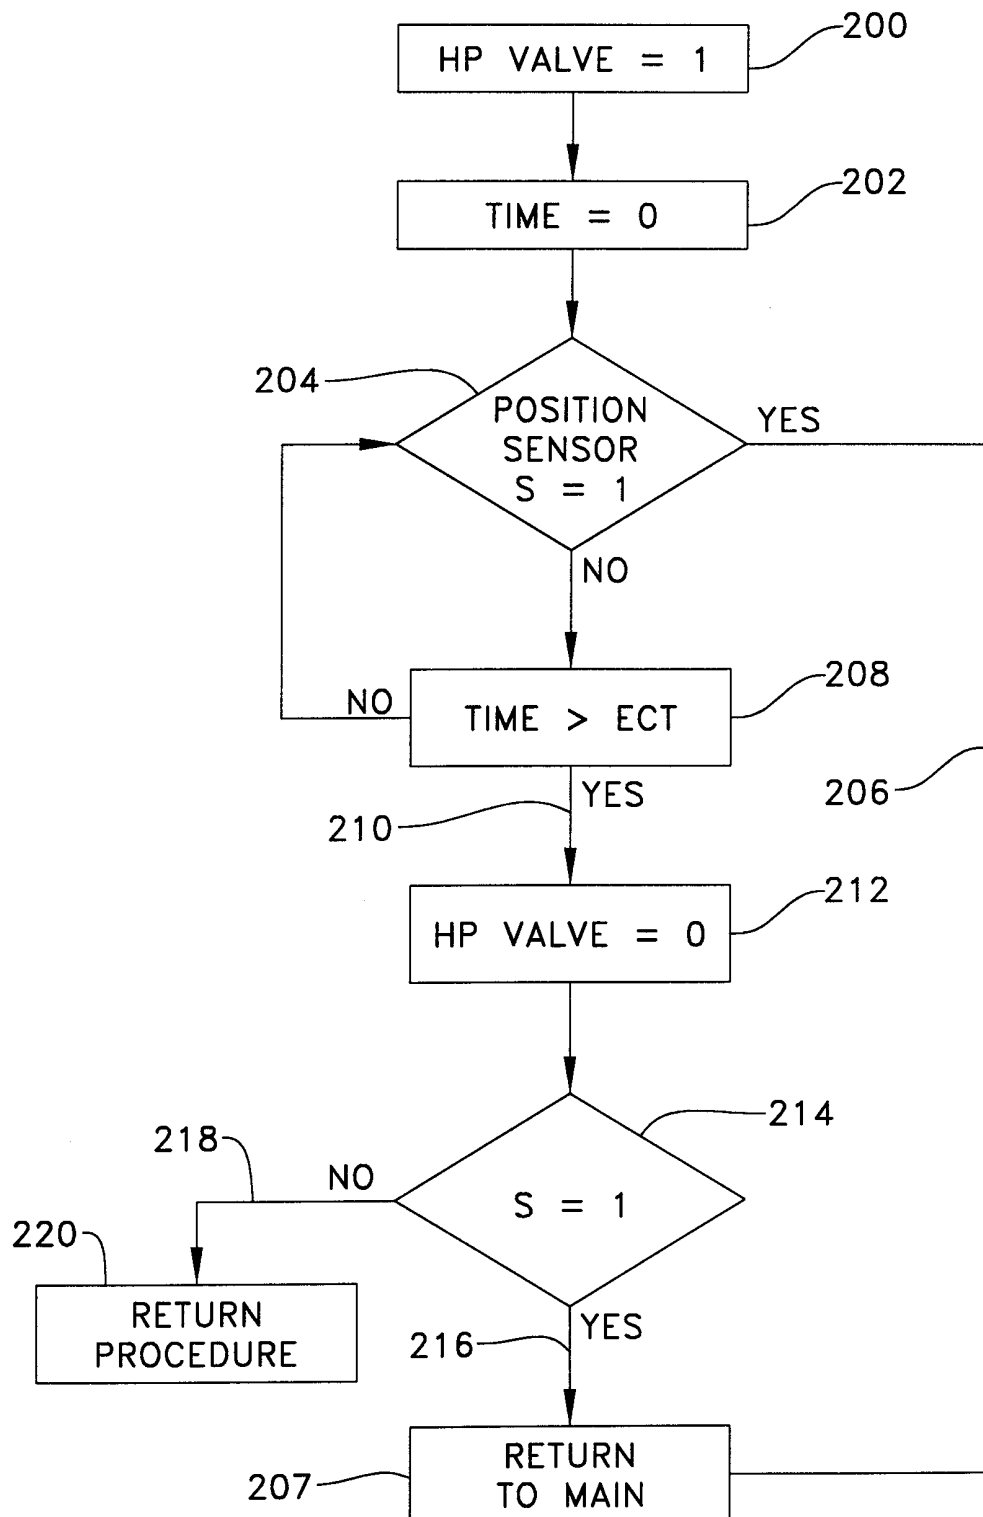 200
HP VALVE = 1
202
TIME = 0
204
POSITION
SENSOR
S = 1
YES
NO
208
NO
TIME > ECT
206
YES
210
212
HP VALVE = 0
214
218
NO
S = 1
220
RETURN
PROCEDURE
YES
216
RETURN
TO MAIN
207